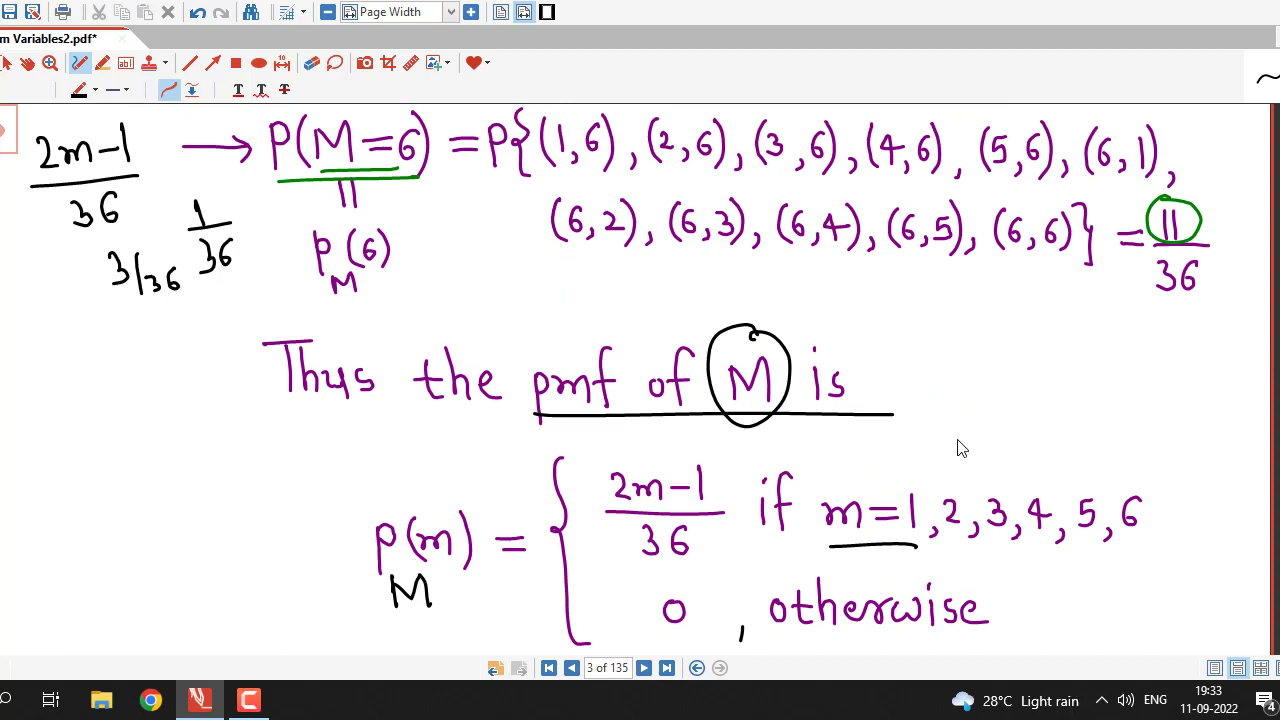 Page Width
m Variables2.pdf*
2m-1 / 36 → P(M=6) = P{(1,6), (2,6), (3,6), (4,6), (5,6), (6,1),
(6,2), (6,3), (6,4), (6,5), (6,6)} = 11/36
1/36
3/36
||
P_M(6)
Thus the pmf of M is
P_M(m) = { 2m-1 / 36 if m=1,2,3,4,5,6
0 , otherwise
3 of 135
28°C Light rain
ENG
19:33
11-09-2022
4